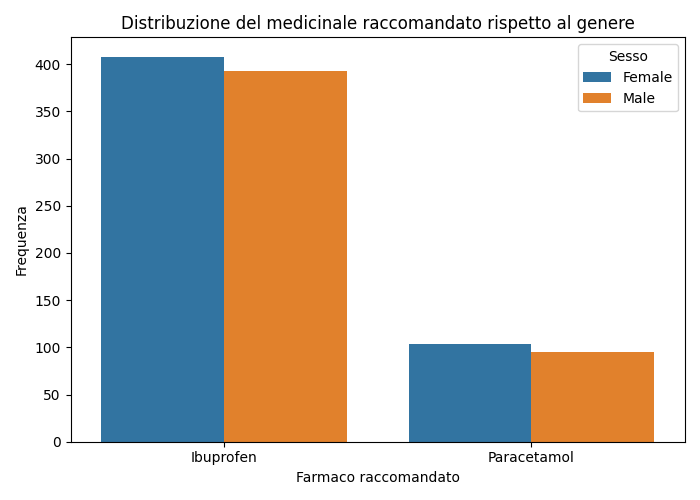 Distribuzione del medicinale raccomandato rispetto al genere
Sesso
Female
Male
400
350
300
250
200
150
100
50
0
Frequenza
Ibuprofen
Paracetamol
Farmaco raccomandato